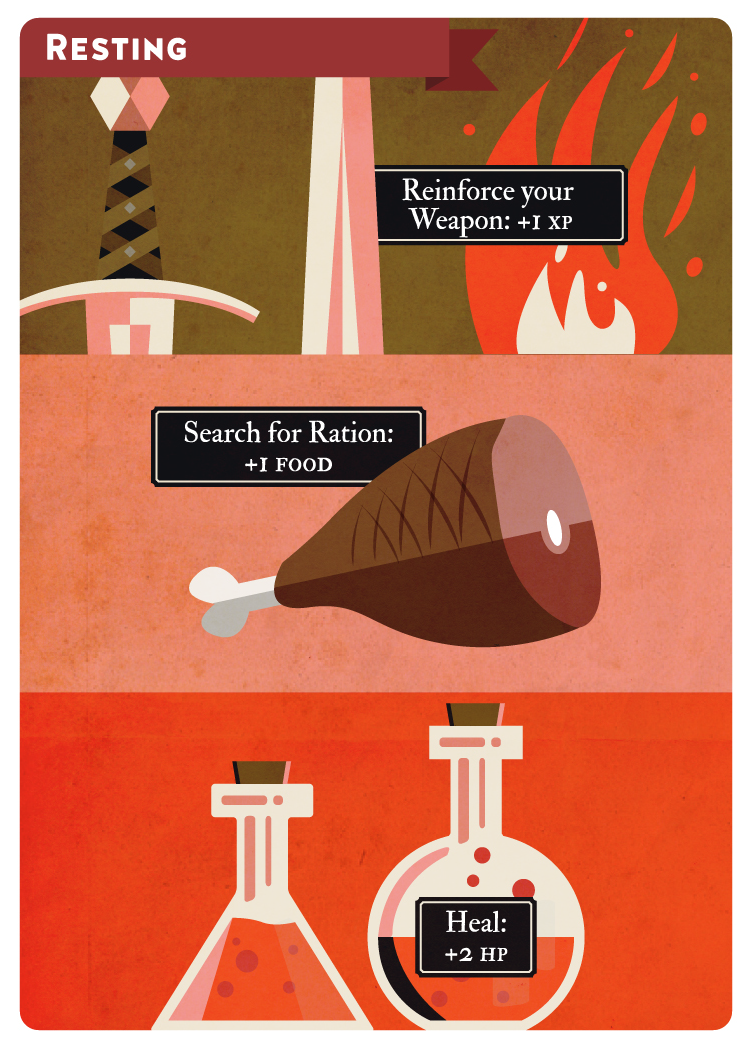 Resting
Reinforce your
Weapon: +1 XP
Search for Ration:
+1 FOOD
Heal:
+2 HP